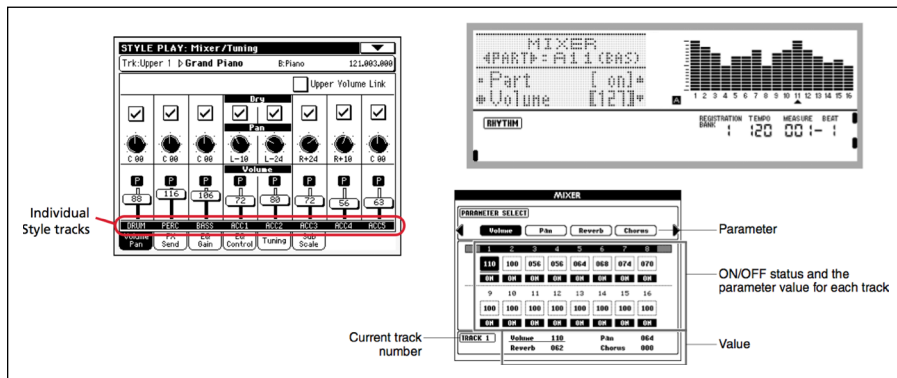 STYLE PLAY: Mixer/Tuning
Trk:Upper 1 ▷Grand Piano B:Piano 121.003.000
Upper Volume Link
Dry
Pan
C 00 C 00 C 00 L-10 L-24 R+24 R+10 C 00
Volume
P P P P P P P P
88 116 106 72 80 72 56 63
DRUM PERC BASS ACC1 ACC2 ACC3 ACC4 ACC5
Volume Pan
FX Send
EQ Gain
EQ Control
Tuning
Sub Scale
Individual
Style tracks
MIXER
◀PART▶:A11(BAS)
Part [ on]
Volume [127]
A
1 2 3 4 5 6 7 8 9 10 11 12 13 14 15 16
RHYTHM
REGISTRATION BANK 1
TEMPO 120
MEASURE 001-
BEAT 1
MIXER
PARAMETER SELECT
Volume Pan Reverb Chorus
1 2 3 4 5 6 7 8
110 100 056 056 064 068 074 070
ON ON ON ON ON ON ON ON
9 10 11 12 13 14 15 16
100 100 100 100 100 100 100 100
ON ON ON ON ON ON ON ON
TRACK 1
Volume 110 Pan 064
Reverb 062 Chorus 000
Parameter
ON/OFF status and the
parameter value for each track
Current track
number
Value